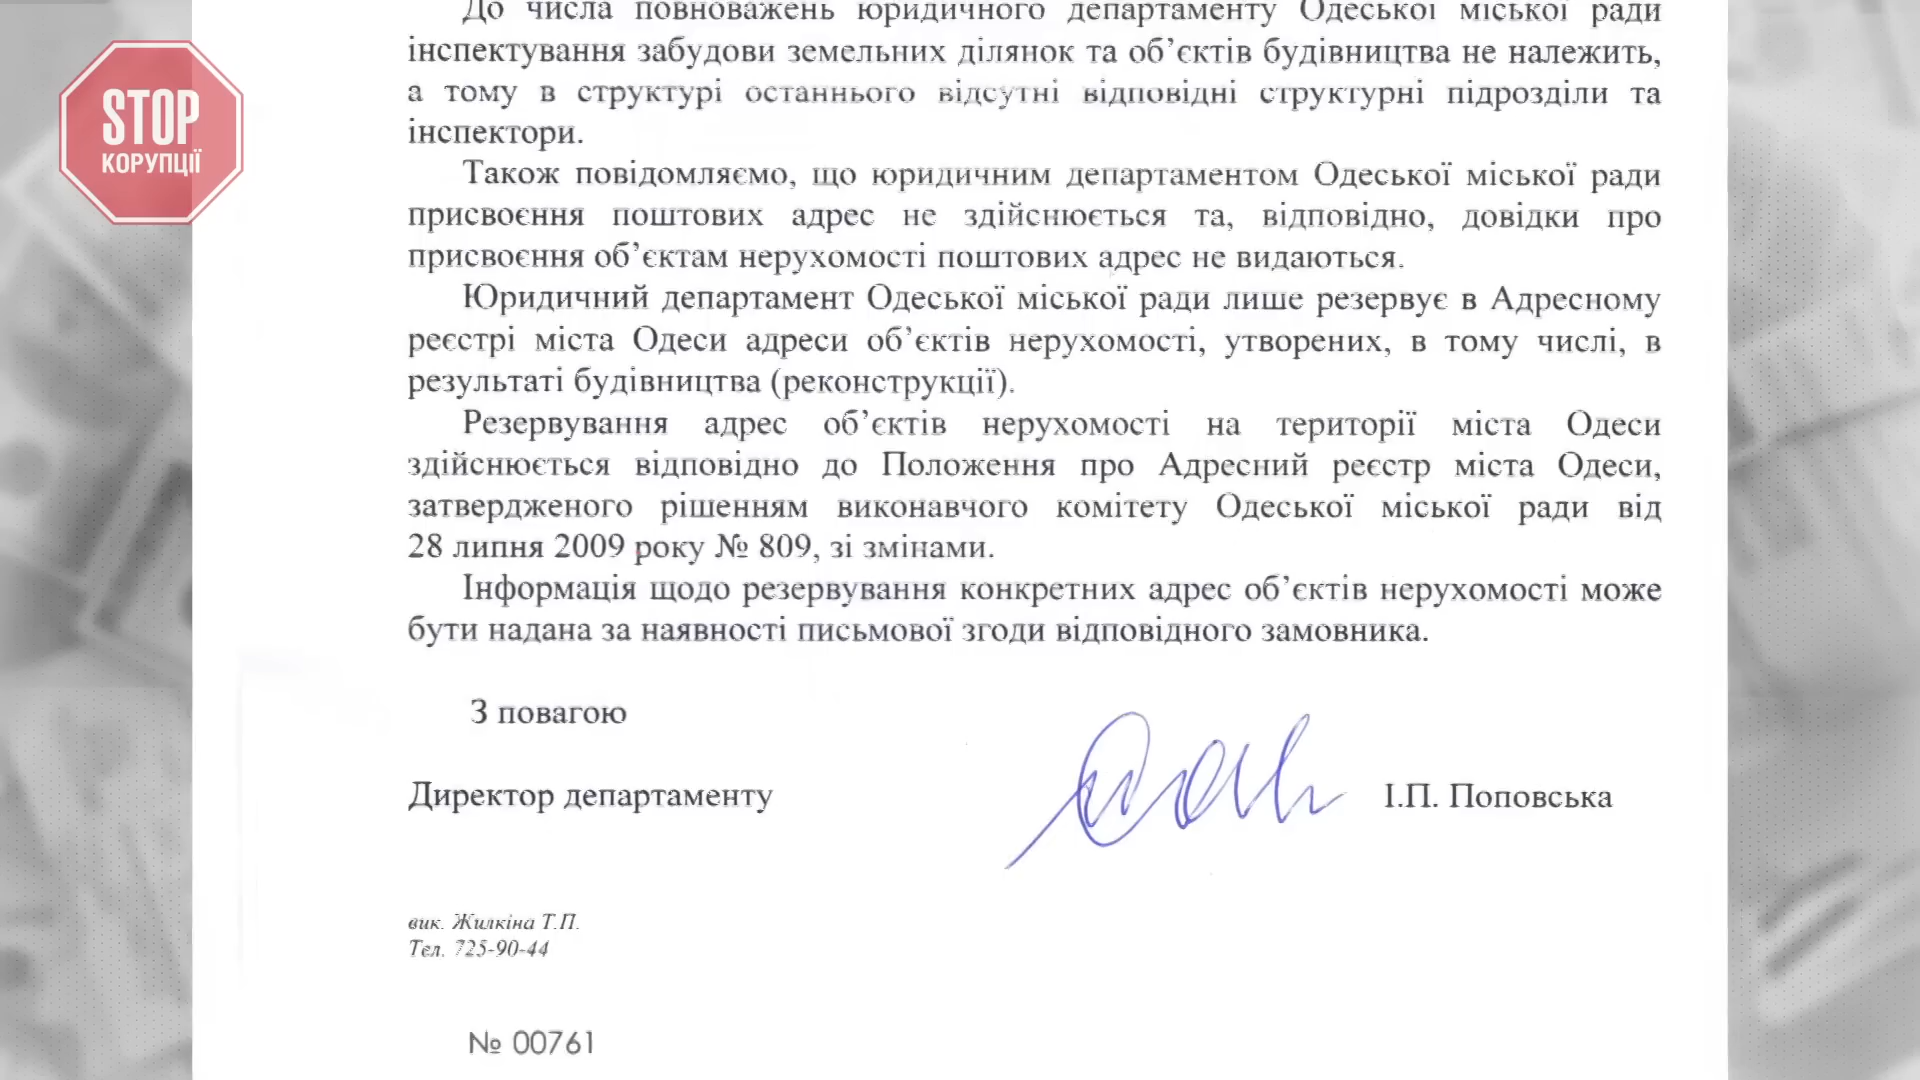 STOP
КОРУПЦІЇ
До числа повноважень юридичного департаменту Одеської міської ради
інспектування забудови земельних ділянок та об’єктів будівництва не належить,
а тому в структурі останнього відсутні відповідні структурні підрозділи та
інспектори.
Також повідомляємо, що юридичним департаментом Одеської міської ради
присвоєння поштових адрес не здійснюється та, відповідно, довідки про
присвоєння об’єктам нерухомості поштових адрес не видаються.
Юридичний департамент Одеської міської ради лише резервує в Адресному
реєстрі міста Одеси адреси об’єктів нерухомості, утворених, в тому числі, в
результаті будівництва (реконструкції).
Резервування адрес об’єктів нерухомості на території міста Одеси
здійснюється відповідно до Положення про Адресний реєстр міста Одеси,
затвердженого рішенням виконавчого комітету Одеської міської ради від
28 липня 2009 року № 809, зі змінами.
Інформація щодо резервування конкретних адрес об’єктів нерухомості може
бути надана за наявності письмової згоди відповідного замовника.
З повагою
Директор департаменту І.П. Поповська
вик. Жилкіна Т.П.
Тел. 725-90-44
№ 00761